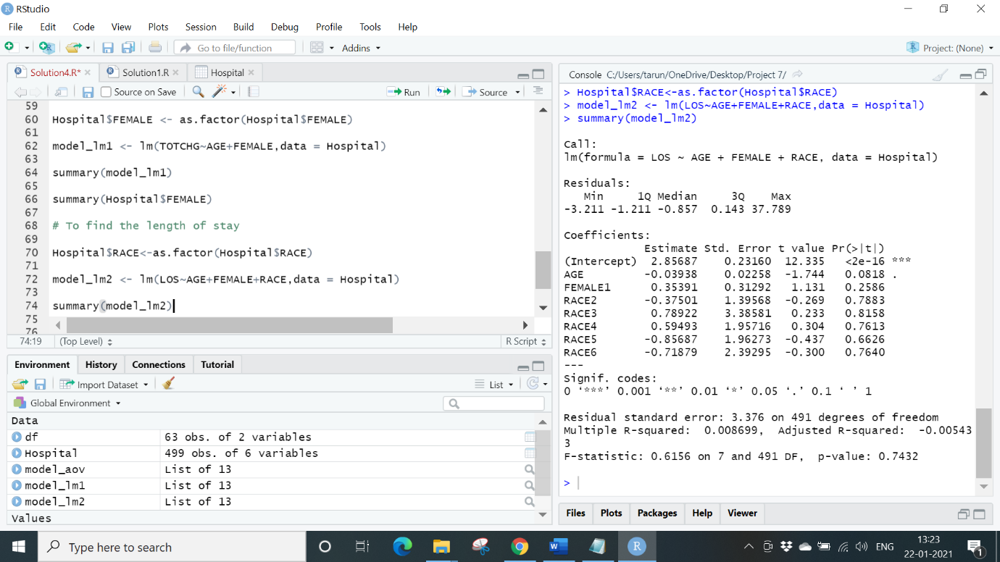 RStudio
File Edit Code View Plots Session Build Debug Profile Tools Help
Go to file/function Addins Project: (None)
Solution4.R* Solution1.R Hospital
Source on Save Run Source
59
60 Hospital$FEMALE <- as.factor(Hospital$FEMALE)
61
62 model_lm1 <- lm(TOTCHG~AGE+FEMALE,data = Hospital)
63
64 summary(model_lm1)
65
66 summary(Hospital$FEMALE)
67
68 # To find the length of stay
69
70 Hospital$RACE<-as.factor(Hospital$RACE)
71
72 model_lm2 <- lm(LOS~AGE+FEMALE+RACE,data = Hospital)
73
74 summary(model_lm2)
75
76
74:19 (Top Level) R Script
Environment History Connections Tutorial
Import Dataset List
Global Environment
Data
df 63 obs. of 2 variables
Hospital 499 obs. of 6 variables
model_aov List of 13
model_lm1 List of 13
model_lm2 List of 13
Values
Console C:/Users/tarun/OneDrive/Desktop/Project 7/
> Hospital$RACE<-as.factor(Hospital$RACE)
> model_lm2 <- lm(LOS~AGE+FEMALE+RACE,data = Hospital)
> summary(model_lm2)
Call:
lm(formula = LOS ~ AGE + FEMALE + RACE, data = Hospital)
Residuals:
Min 1Q Median 3Q Max
-3.211 -1.211 -0.857 0.143 37.789
Coefficients:
Estimate Std. Error t value Pr(>|t|)
(Intercept) 2.85687 0.23160 12.335 <2e-16 ***
AGE -0.03938 0.02258 -1.744 0.0818 .
FEMALE1 0.35391 0.31292 1.131 0.2586
RACE2 -0.37501 1.39568 -0.269 0.7883
RACE3 0.78922 3.38581 0.233 0.8158
RACE4 0.59493 1.95716 0.304 0.7613
RACE5 -0.85687 1.96273 -0.437 0.6626
RACE6 -0.71879 2.39295 -0.300 0.7640
---
Signif. codes:
0 ‘***’ 0.001 ‘**’ 0.01 ‘*’ 0.05 ‘.’ 0.1 ‘ ’ 1
Residual standard error: 3.376 on 491 degrees of freedom
Multiple R-squared: 0.008699, Adjusted R-squared: -0.00543
3
F-statistic: 0.6156 on 7 and 491 DF, p-value: 0.7432
>
Files Plots Packages Help Viewer
Type here to search
ENG
13:23
22-01-2021
1